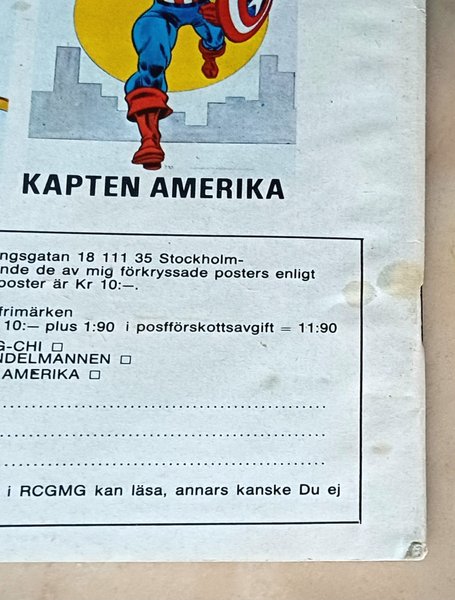 KAPTEN AMERIKA
ngsgatan 18 111 35 Stockholm-
nde de av mig förkryssade posters enligt
poster är Kr 10:—.
frimärken
10:— plus 1:90 i postförskottsavgift = 11:90
G-CHI □
NDELMANNEN □
AMERIKA □
i RCGMG kan läsa, annars kanske Du ej